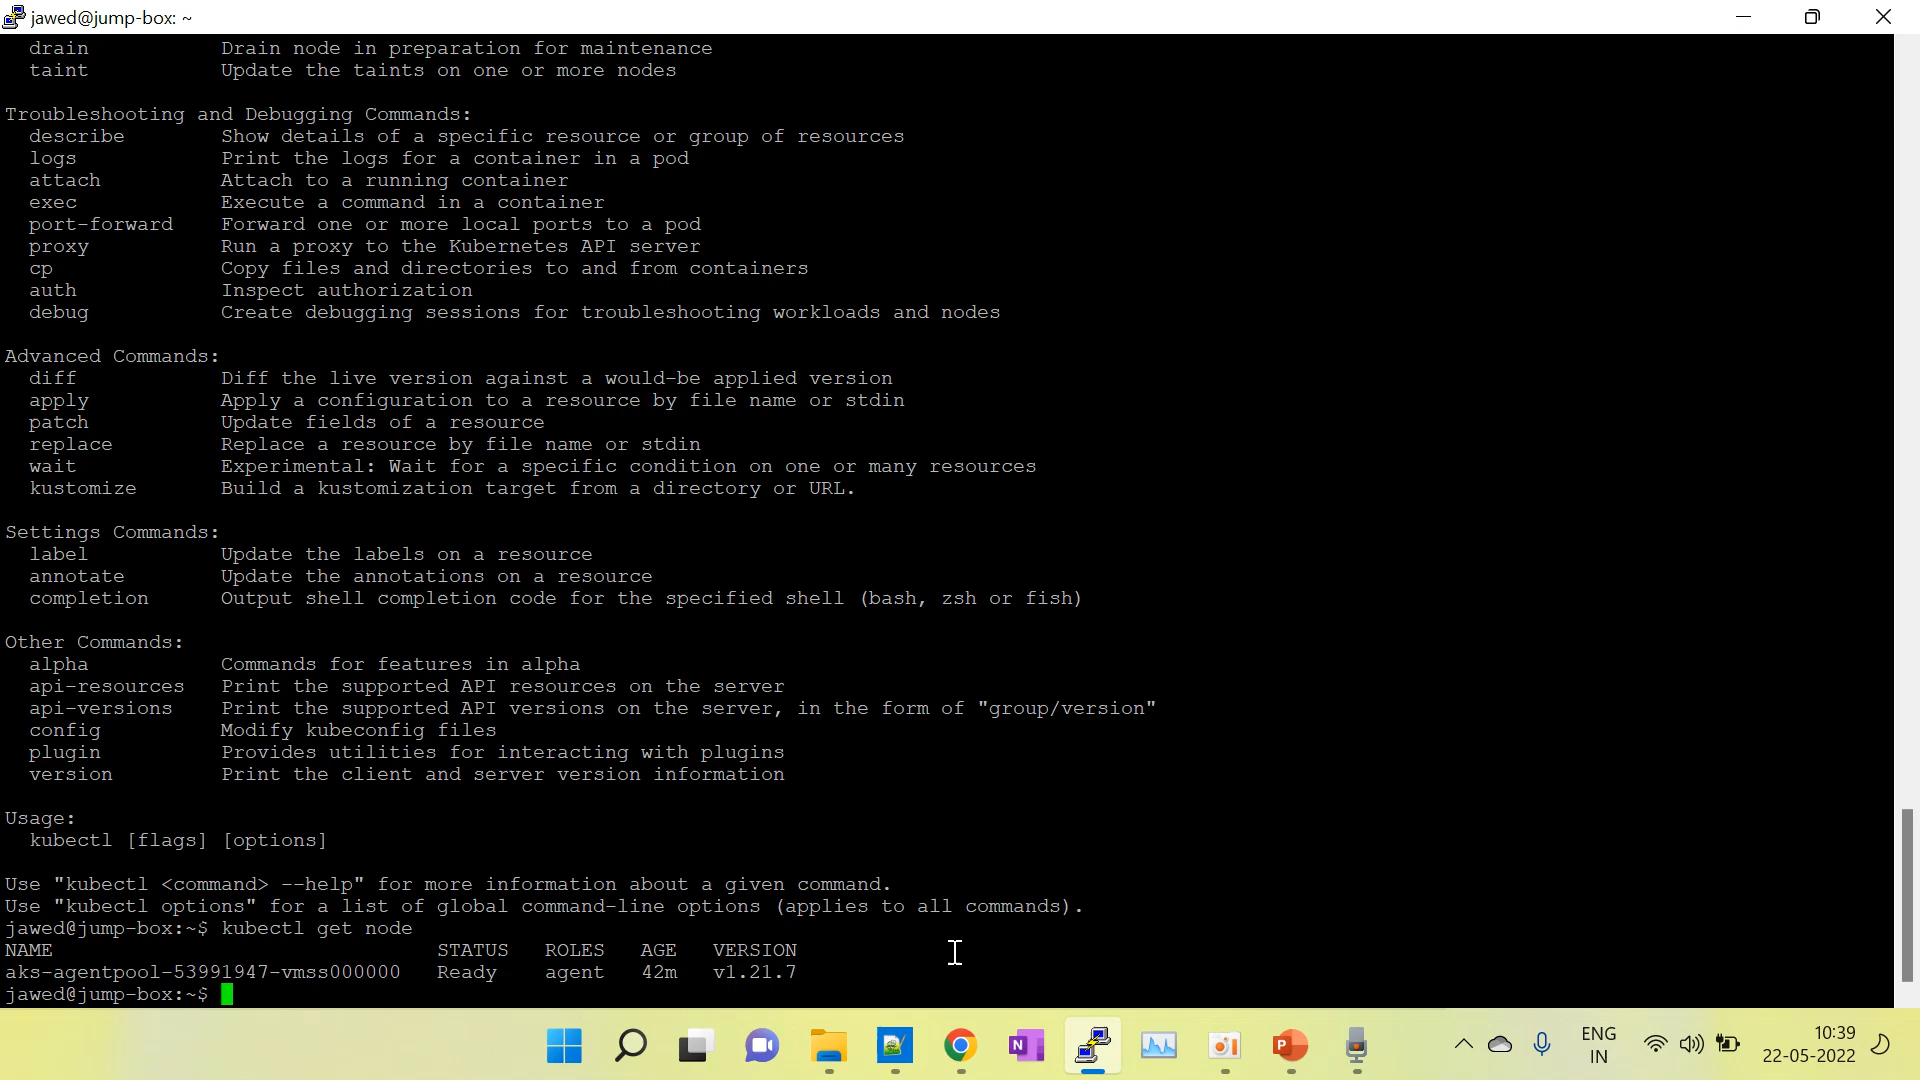 jawed@jump-box: ~
drain Drain node in preparation for maintenance
taint Update the taints on one or more nodes
Troubleshooting and Debugging Commands:
describe Show details of a specific resource or group of resources
logs Print the logs for a container in a pod
attach Attach to a running container
exec Execute a command in a container
port-forward Forward one or more local ports to a pod
proxy Run a proxy to the Kubernetes API server
cp Copy files and directories to and from containers
auth Inspect authorization
debug Create debugging sessions for troubleshooting workloads and nodes
Advanced Commands:
diff Diff the live version against a would-be applied version
apply Apply a configuration to a resource by file name or stdin
patch Update fields of a resource
replace Replace a resource by file name or stdin
wait Experimental: Wait for a specific condition on one or many resources
kustomize Build a kustomization target from a directory or URL.
Settings Commands:
label Update the labels on a resource
annotate Update the annotations on a resource
completion Output shell completion code for the specified shell (bash, zsh or fish)
Other Commands:
alpha Commands for features in alpha
api-resources Print the supported API resources on the server
api-versions Print the supported API versions on the server, in the form of "group/version"
config Modify kubeconfig files
plugin Provides utilities for interacting with plugins
version Print the client and server version information
Usage:
kubectl [flags] [options]
Use "kubectl <command> --help" for more information about a given command.
Use "kubectl options" for a list of global command-line options (applies to all commands).
jawed@jump-box:~$ kubectl get node
NAME STATUS ROLES AGE VERSION
aks-agentpool-53991947-vmss000000 Ready agent 42m v1.21.7
jawed@jump-box:~$
N
P
ENG
IN
10:39
22-05-2022